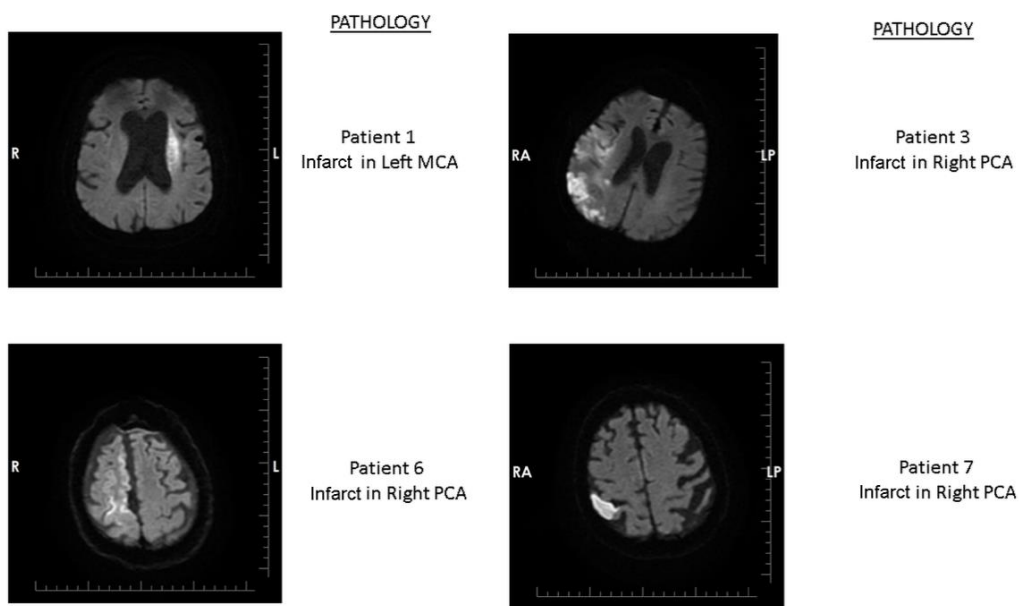 PATHOLOGY
PATHOLOGY
R
L
Patient 1
Infarct in Left MCA
RA
LP
Patient 3
Infarct in Right PCA
R
L
Patient 6
Infarct in Right PCA
RA
LP
Patient 7
Infarct in Right PCA